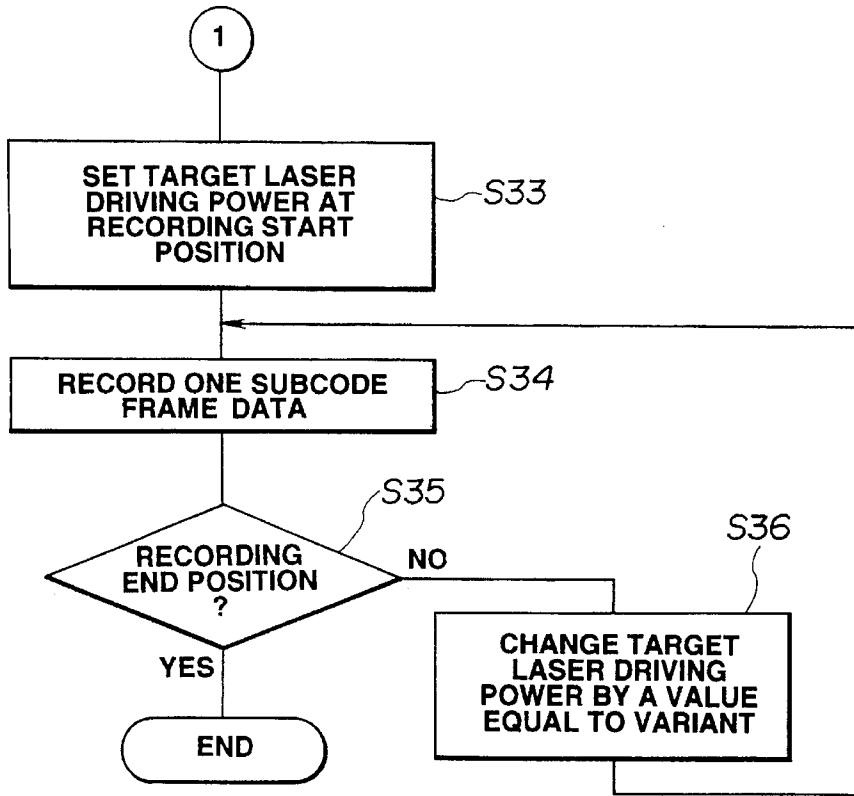 1
SET TARGET LASER
DRIVING POWER AT
RECORDING START
POSITION
S33
RECORD ONE SUBCODE
FRAME DATA
S34
RECORDING
END POSITION
?
S35
NO
YES
S36
CHANGE TARGET
LASER DRIVING
POWER BY A VALUE
EQUAL TO VARIANT
END